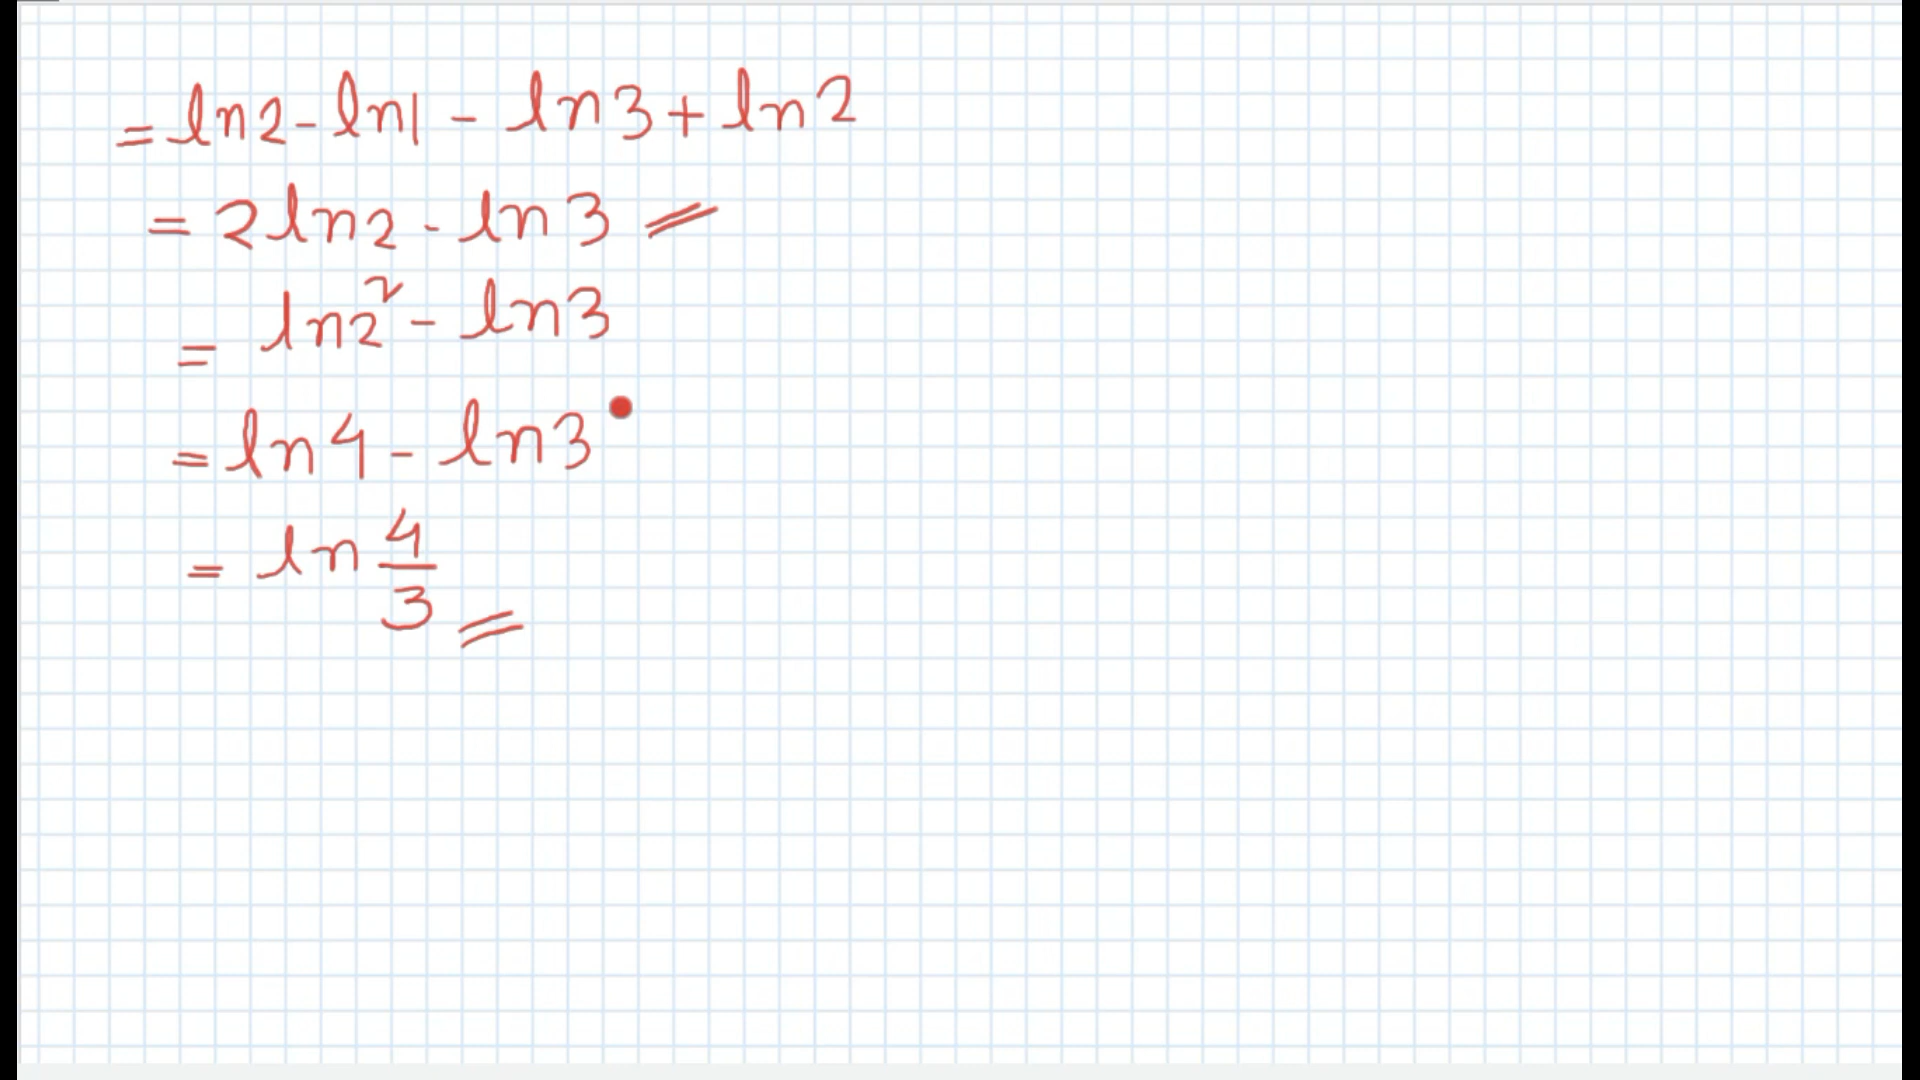 = ln2 - ln1 - ln3 + ln2
= 2ln2 - ln3
= ln2² - ln3
= ln4 - ln3
= ln 4/3